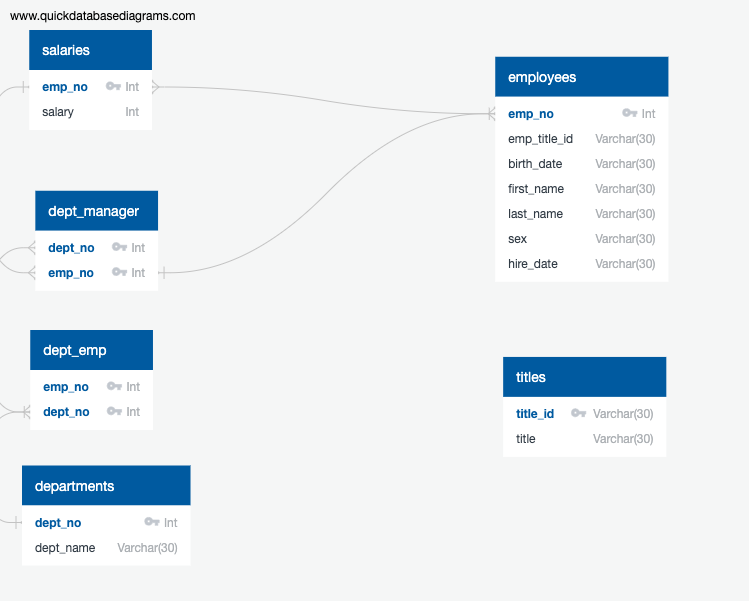 www.quickdatabasediagrams.com
salaries
emp_no Int
salary Int
dept_manager
dept_no Int
emp_no Int
dept_emp
emp_no Int
dept_no Int
departments
dept_no Int
dept_name Varchar(30)
employees
emp_no Int
emp_title_id Varchar(30)
birth_date Varchar(30)
first_name Varchar(30)
last_name Varchar(30)
sex Varchar(30)
hire_date Varchar(30)
titles
title_id Varchar(30)
title Varchar(30)